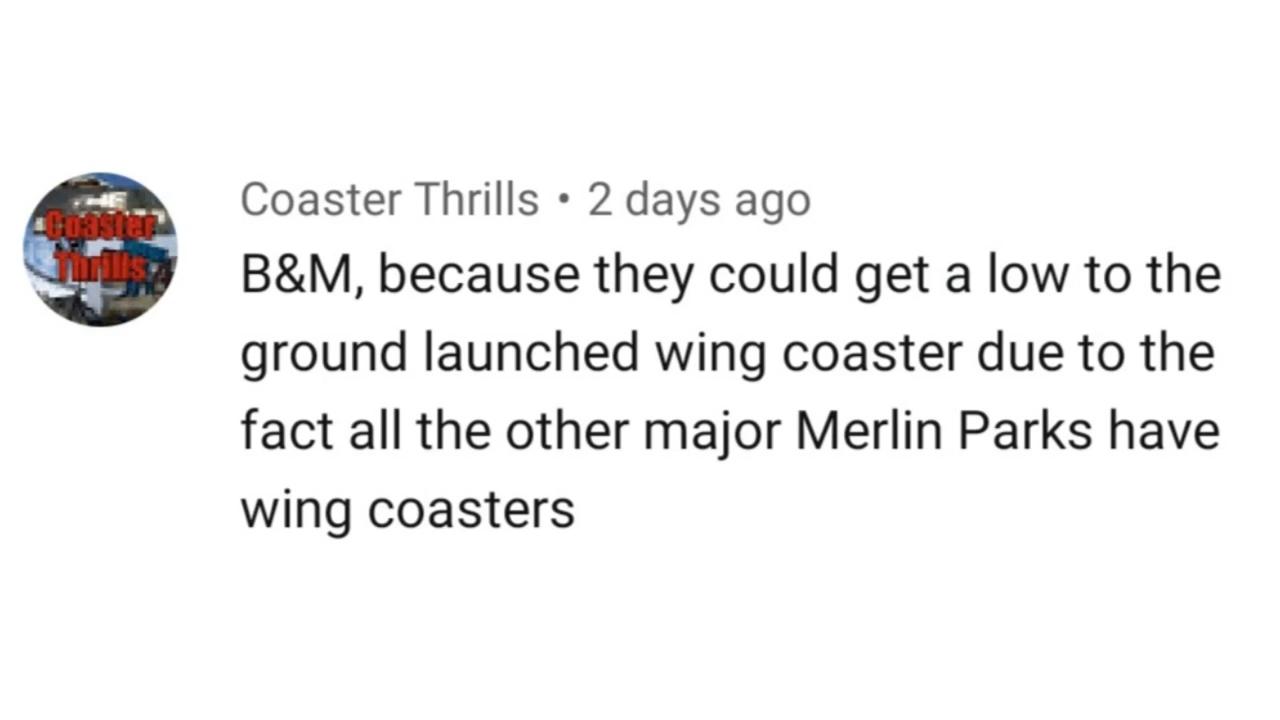 Coaster Thrills • 2 days ago
Coaster
Thrills
B&M, because they could get a low to the
ground launched wing coaster due to the
fact all the other major Merlin Parks have
wing coasters